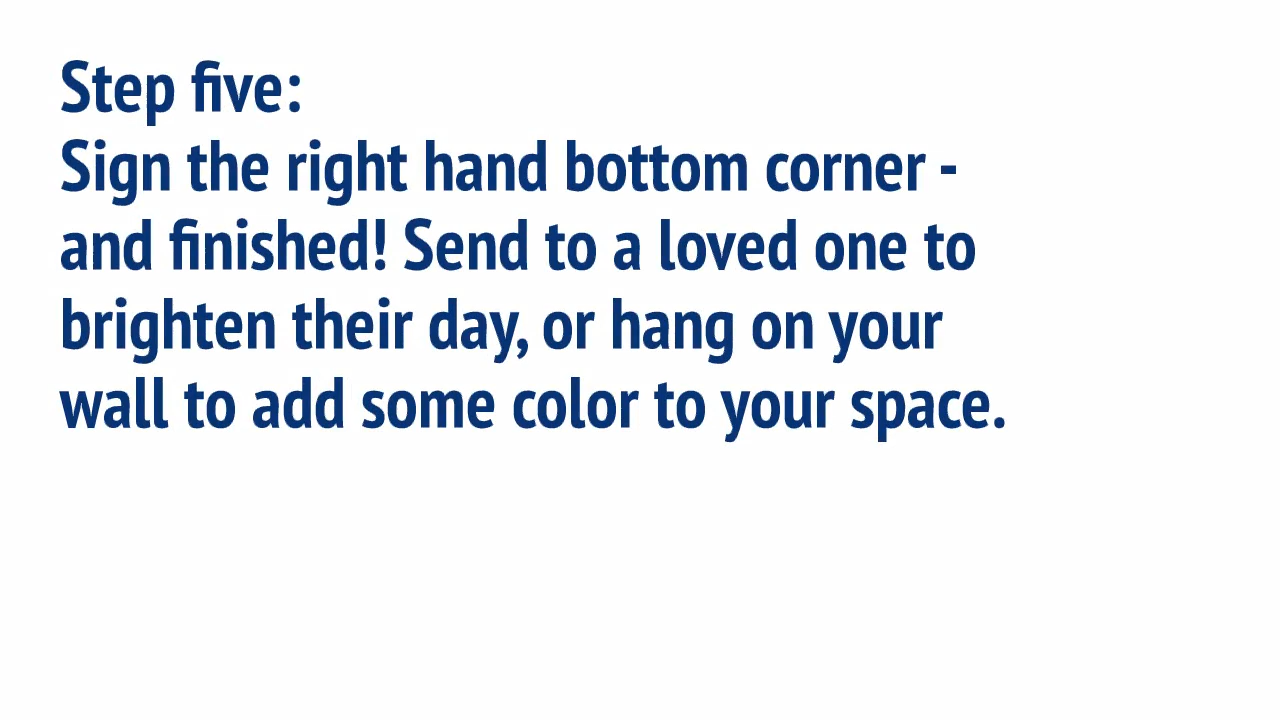 Step five:
Sign the right hand bottom corner -
and finished! Send to a loved one to
brighten their day, or hang on your
wall to add some color to your space.